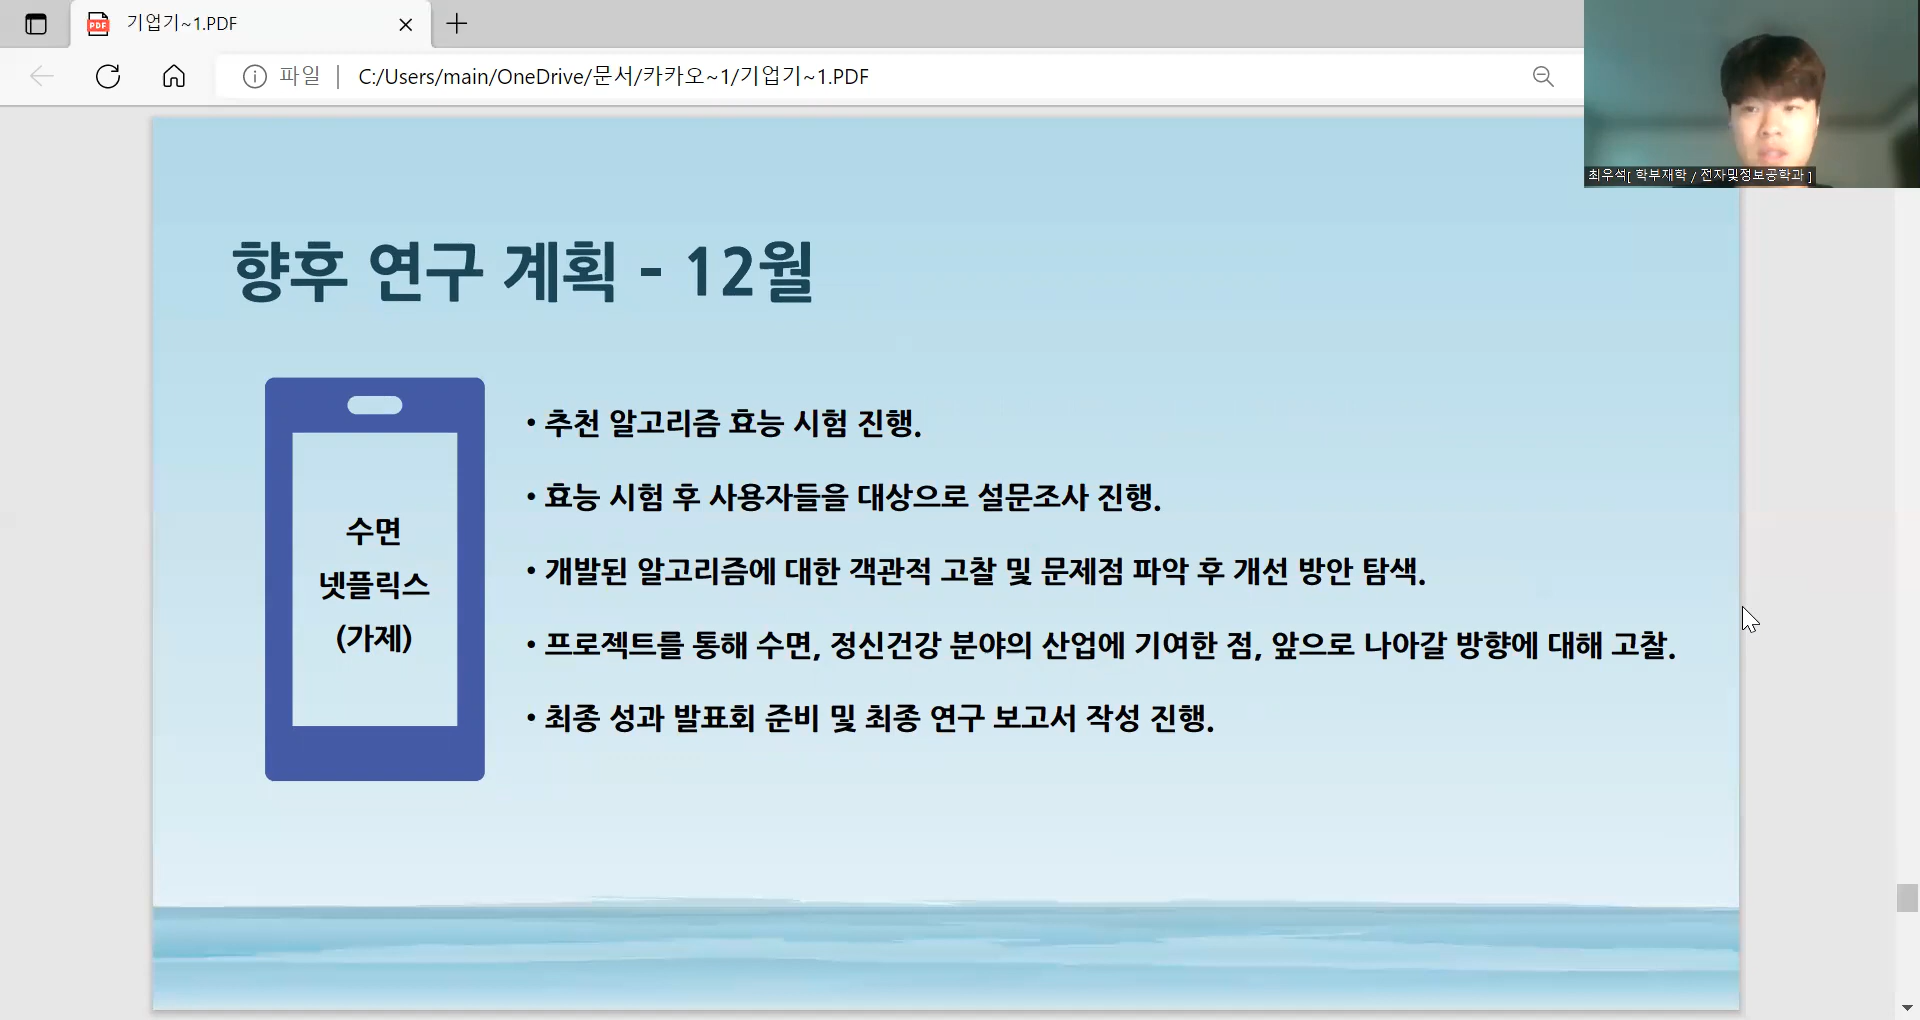 기업기~1.PDF
파일
C:/Users/main/OneDrive/문서/카카오~1/기업기~1.PDF
최우석[ 학부재학 / 전자및정보공학과 ]
향후 연구 계획 - 12월
수면
넷플릭스
(가제)
• 추천 알고리즘 효능 시험 진행.
• 효능 시험 후 사용자들을 대상으로 설문조사 진행.
• 개발된 알고리즘에 대한 객관적 고찰 및 문제점 파악 후 개선 방안 탐색.
• 프로젝트를 통해 수면, 정신건강 분야의 산업에 기여한 점, 앞으로 나아갈 방향에 대해 고찰.
• 최종 성과 발표회 준비 및 최종 연구 보고서 작성 진행.